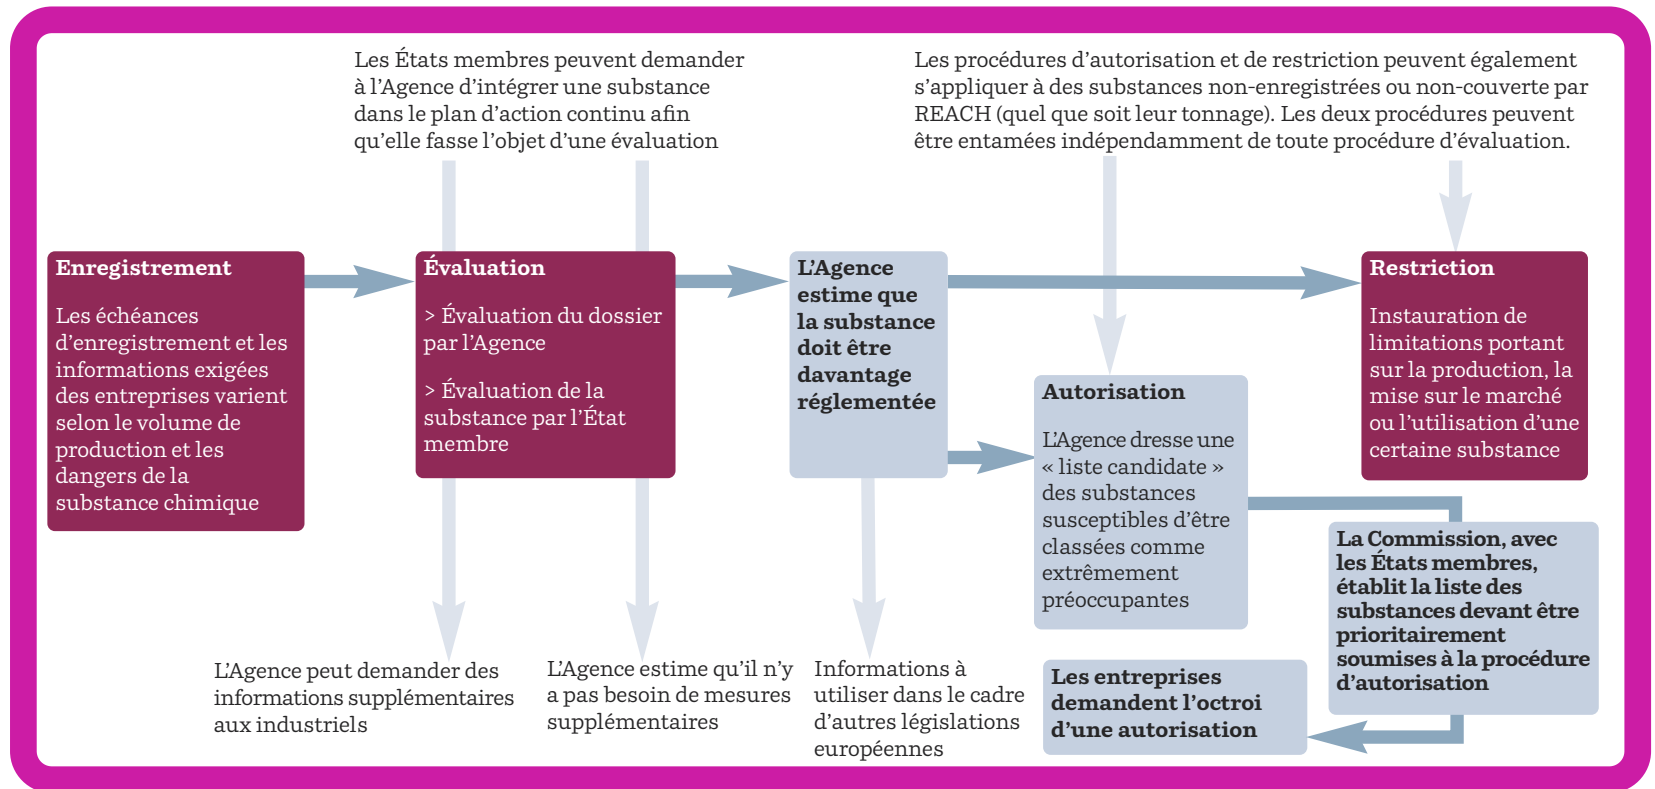 Les États membres peuvent demander
à l'Agence d'intégrer une substance
dans le plan d'action continu afin
qu'elle fasse l'objet d'une évaluation
Les procédures d'autorisation et de restriction peuvent également
s'appliquer à des substances non-enregistrées ou non-couverte par
REACH (quel que soit leur tonnage). Les deux procédures peuvent
être entamées indépendamment de toute procédure d'évaluation.
Enregistrement
Les échéances
d'enregistrement et les
informations exigées
des entreprises varient
selon le volume de
production et les
dangers de la
substance chimique
Évaluation
> Évaluation du dossier
par l'Agence
> Évaluation de la
substance par l'État
membre
L'Agence
estime que
la substance
doit être
davantage
réglementée
Autorisation
L'Agence dresse une
« liste candidate »
des substances
susceptibles d'être
classées comme
extrêmement
préoccupantes
Restriction
Instauration de
limitations portant
sur la production, la
mise sur le marché
ou l'utilisation d'une
certaine substance
La Commission, avec
les États membres,
établit la liste des
substances devant être
prioritairement
soumises à la procédure
d'autorisation
L'Agence peut demander des
informations supplémentaires
aux industriels
L'Agence estime qu'il n'y
a pas besoin de mesures
supplémentaires
Informations à
utiliser dans le cadre
d'autres législations
européennes
Les entreprises
demandent l'octroi
d'une autorisation